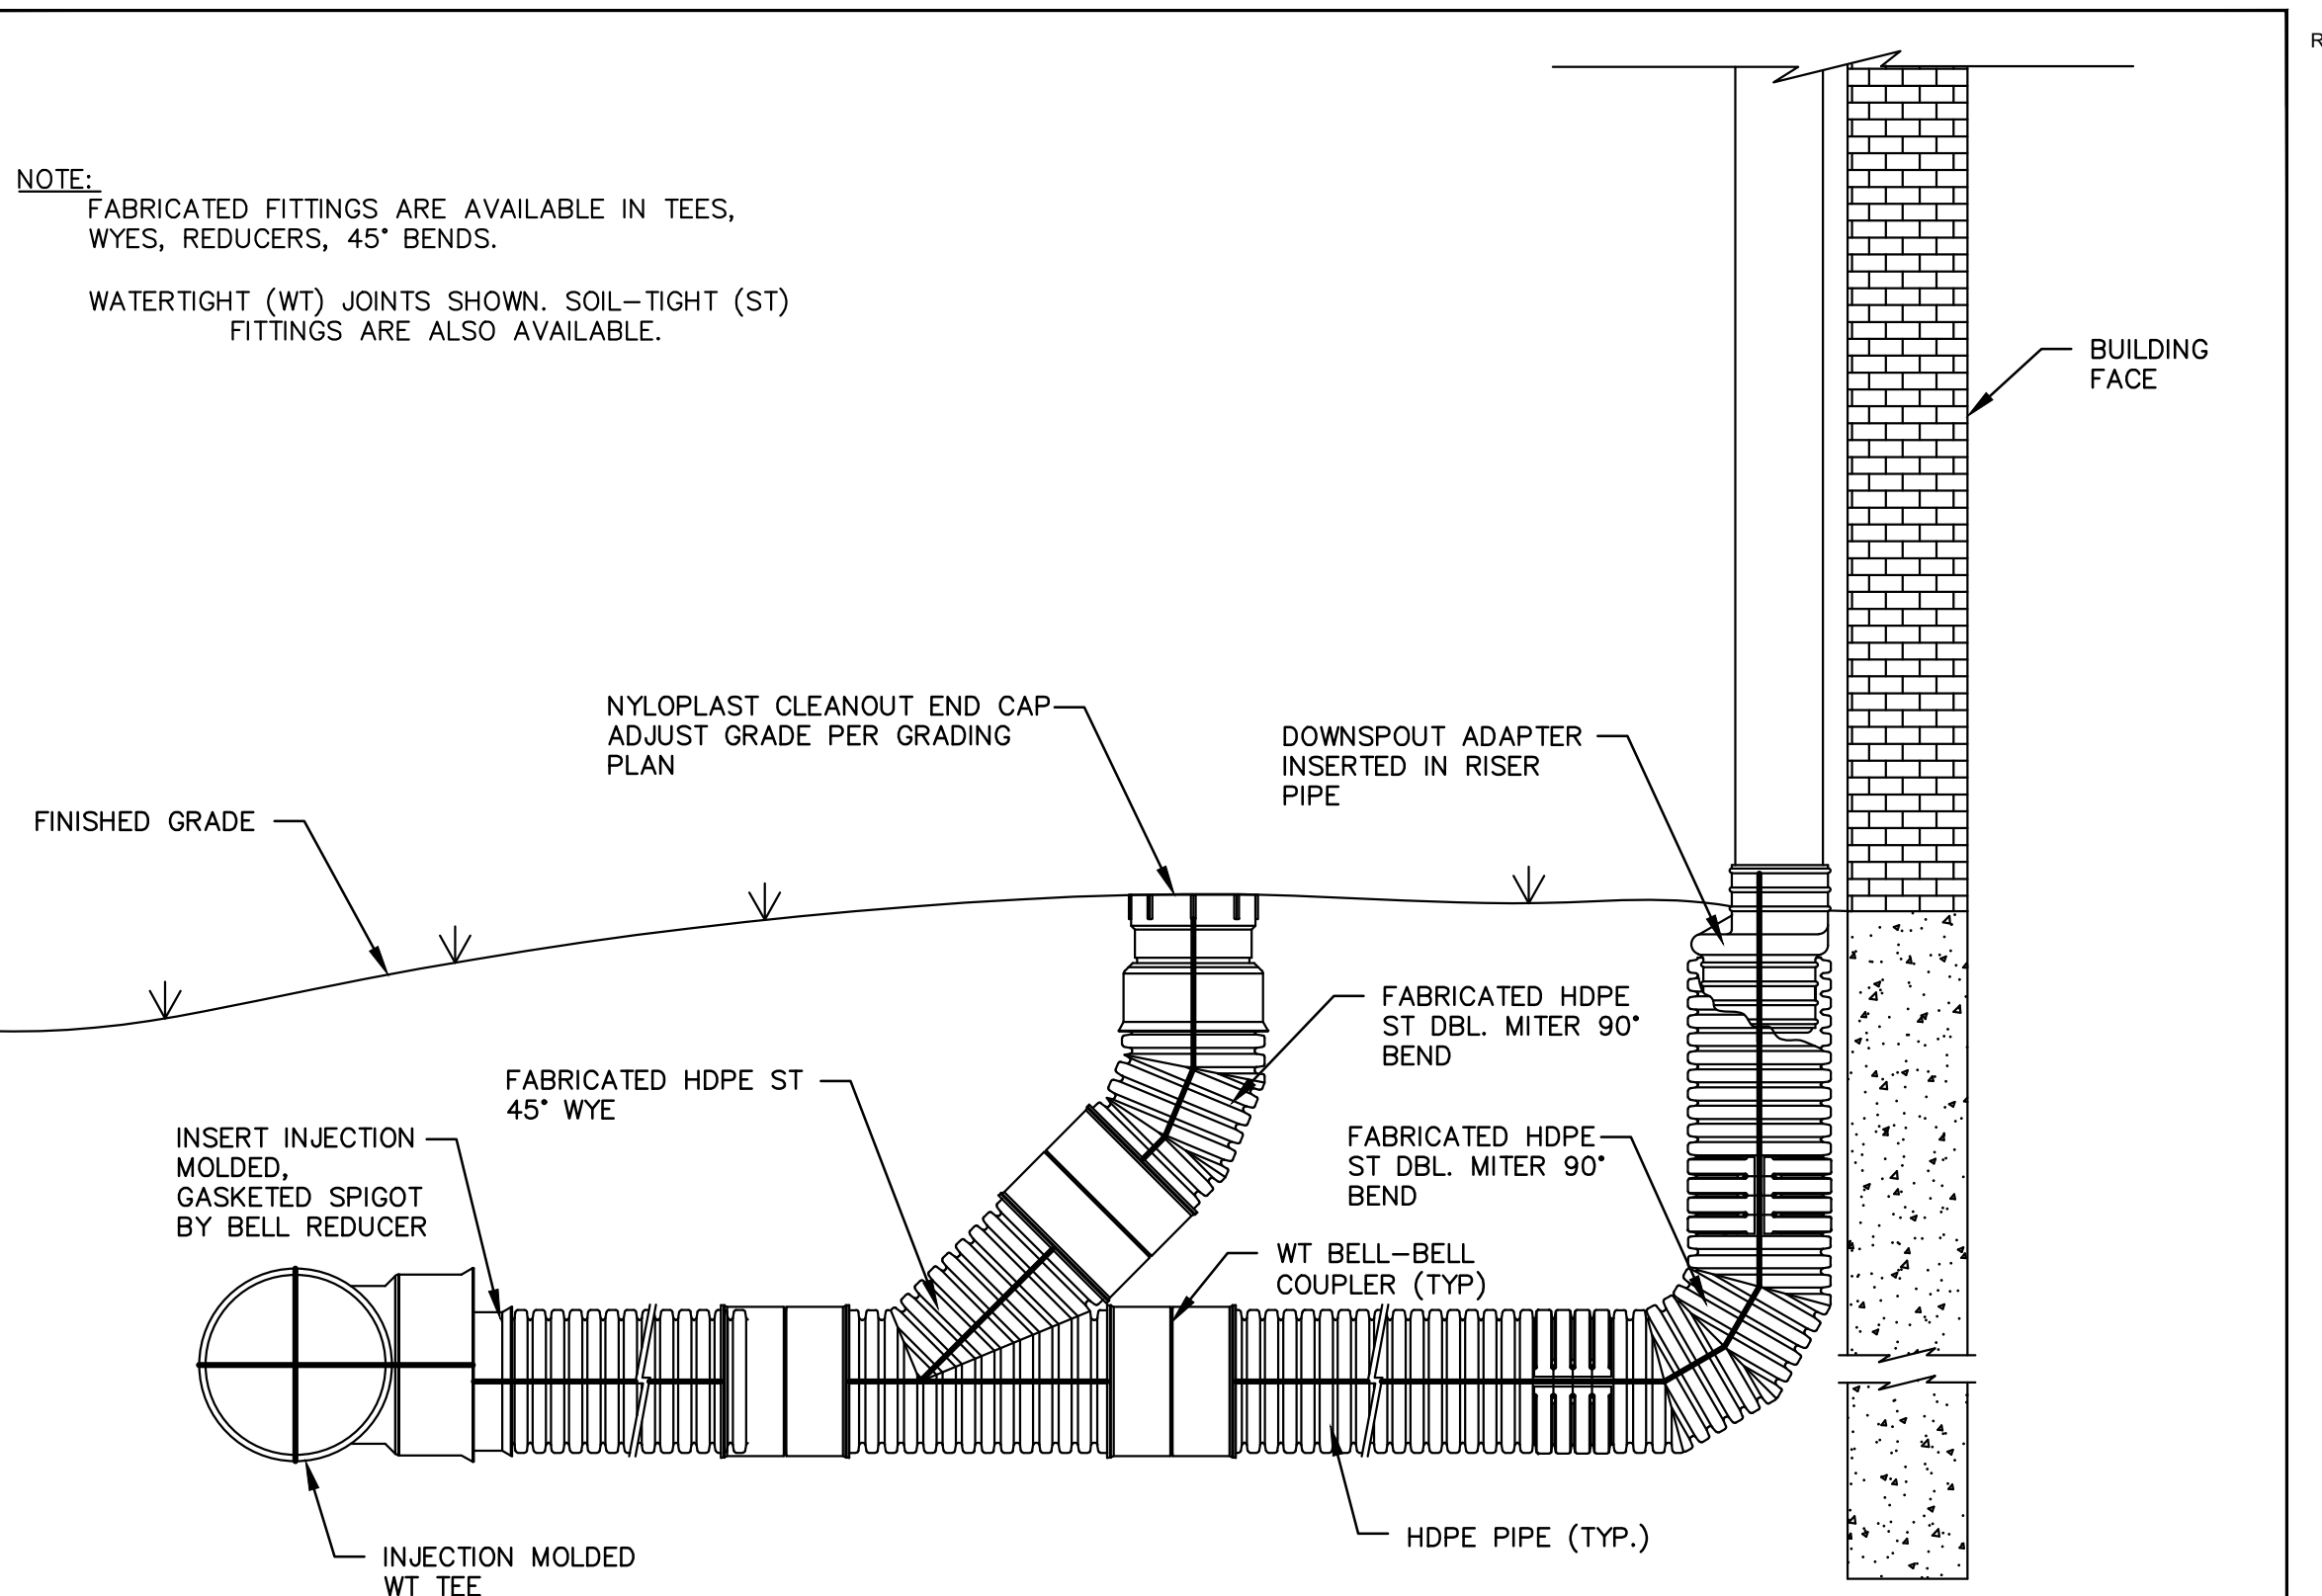 R
NOTE:
FABRICATED FITTINGS ARE AVAILABLE IN TEES,
WYES, REDUCERS, 45° BENDS.
WATERTIGHT (WT) JOINTS SHOWN. SOIL-TIGHT (ST)
FITTINGS ARE ALSO AVAILABLE.
BUILDING
FACE
NYLOPLAST CLEANOUT END CAP
ADJUST GRADE PER GRADING
PLAN
DOWNSPOUT ADAPTER
INSERTED IN RISER
PIPE
FINISHED GRADE
FABRICATED HDPE
ST DBL. MITER 90°
BEND
FABRICATED HDPE ST
45° WYE
INSERT INJECTION
MOLDED,
GASKETED SPIGOT
BY BELL REDUCER
FABRICATED HDPE
ST DBL. MITER 90°
BEND
WT BELL-BELL
COUPLER (TYP)
HDPE PIPE (TYP.)
INJECTION MOLDED
WT TEE